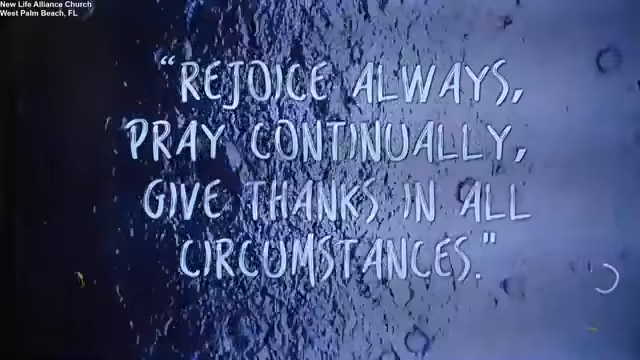 New Life Alliance Church
West Palm Beach, FL
“REJOICE ALWAYS,
PRAY CONTINUALLY,
GIVE THANKS IN ALL
CIRCUMSTANCES.”